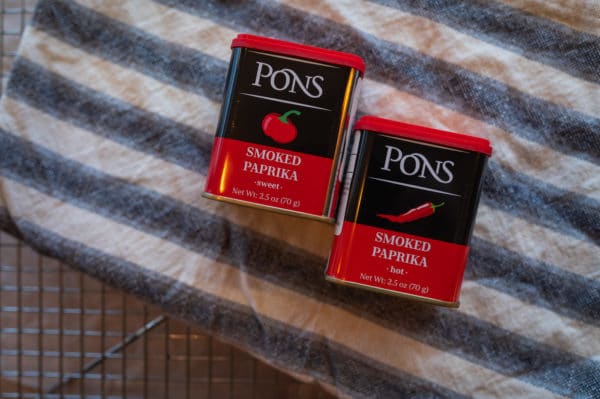 PONS
SMOKED
PAPRIKA
·sweet·
Net Wt: 2.5 oz (70 g)
PONS
SMOKED
PAPRIKA
·hot·
Net Wt: 2.5 oz (70 g)